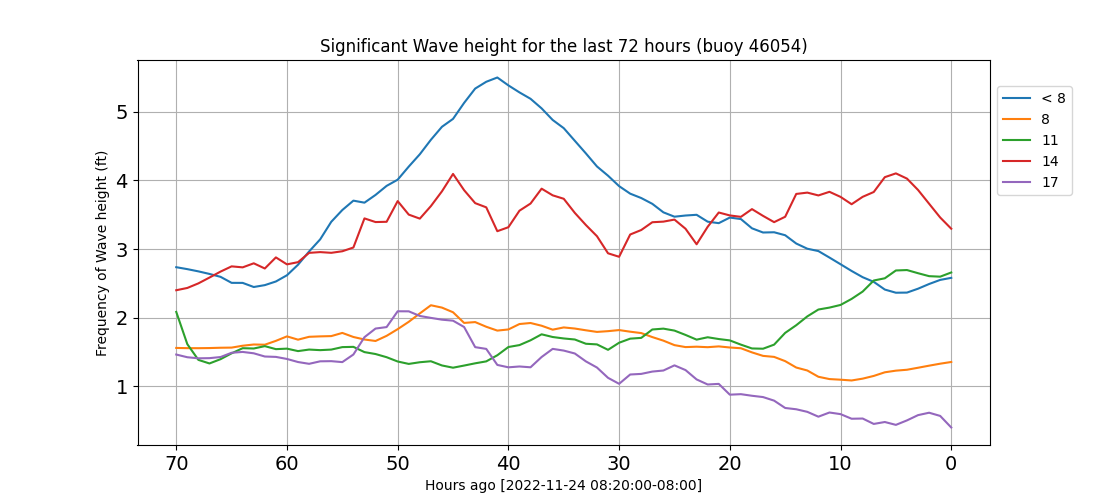 Significant Wave height for the last 72 hours (buoy 46054)
Frequency of Wave height (ft)
5
4
3
2
1
70 60 50 40 30 20 10 0
Hours ago [2022-11-24 08:20:00-08:00]
< 8
8
11
14
17